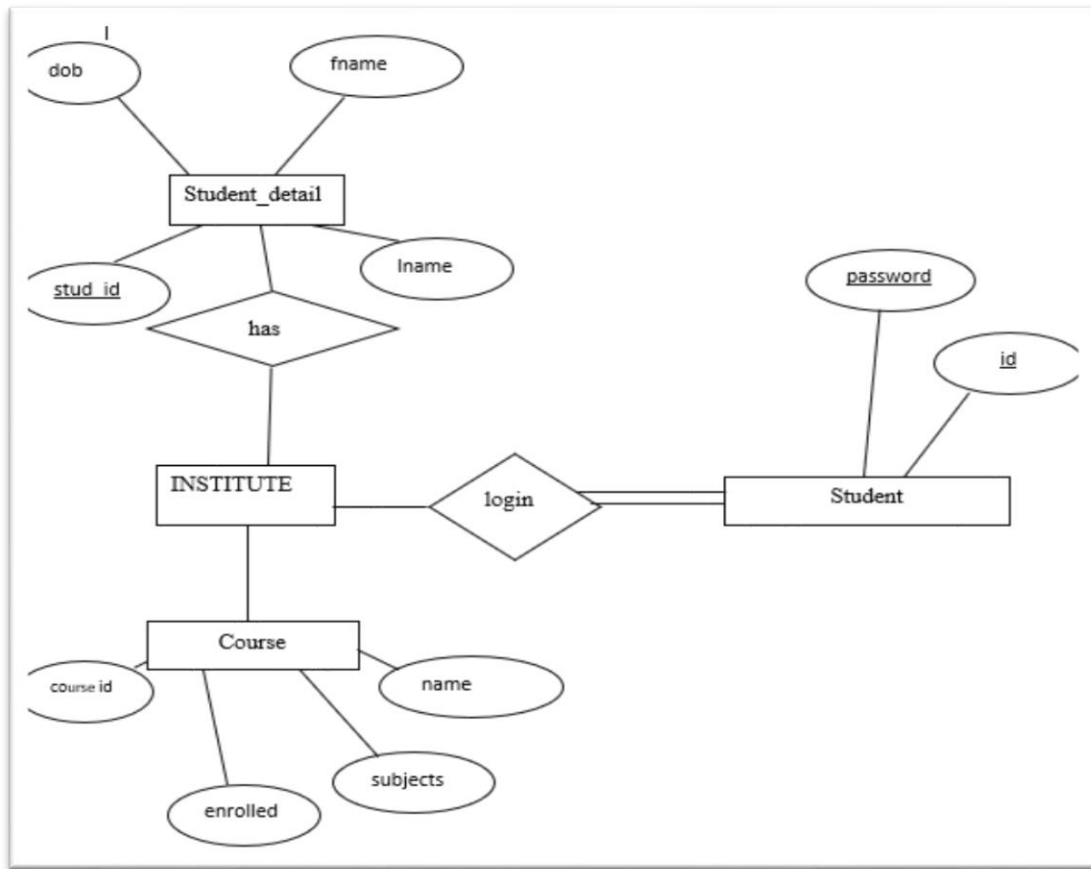 I
dob
fname
Student_detail
lname
stud_id
has
password
id
INSTITUTE
login
Student
Course
course id
name
subjects
enrolled